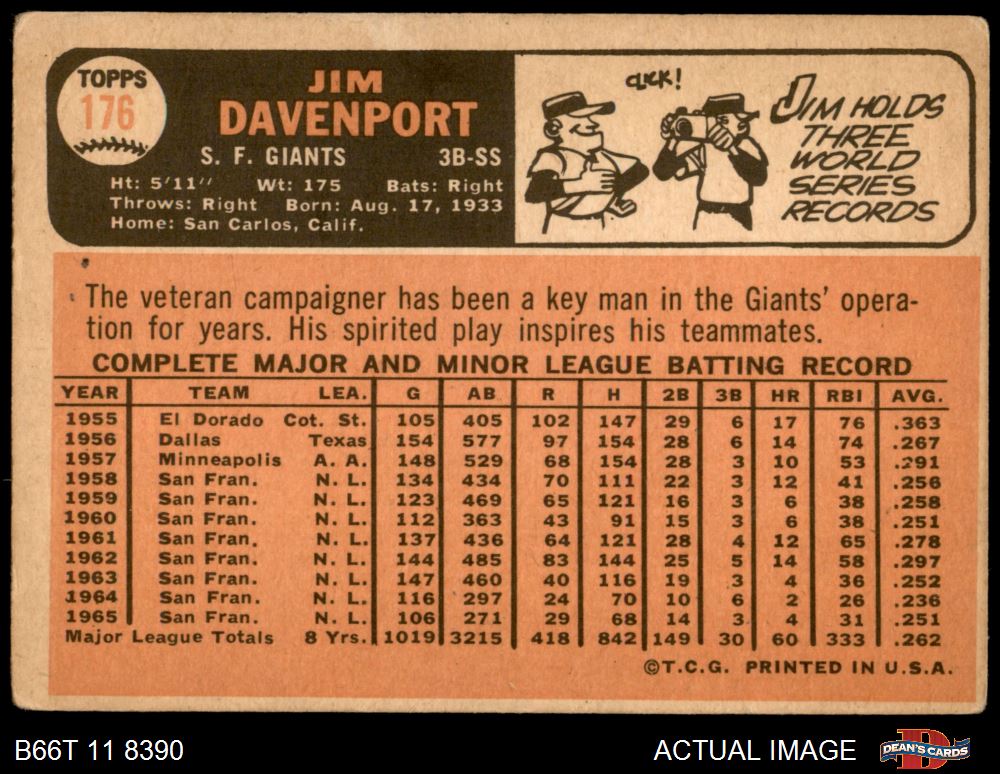 TOPPS
176
JIM
DAVENPORT
S. F. GIANTS 3B-SS
Ht: 5'11" Wt: 175 Bats: Right
Throws: Right Born: Aug. 17, 1933
Home: San Carlos, Calif.
CLICK!
JIM HOLDS
THREE
WORLD
SERIES
RECORDS
The veteran campaigner has been a key man in the Giants' opera-
tion for years. His spirited play inspires his teammates.
COMPLETE MAJOR AND MINOR LEAGUE BATTING RECORD
YEAR TEAM LEA. G AB R H 2B 3B HR RBI AVG.
1955 El Dorado Cot. St. 105 405 102 147 29 6 17 76 .363
1956 Dallas Texas 154 577 97 154 28 6 14 74 .267
1957 Minneapolis A. A. 148 529 68 154 28 3 10 53 .291
1958 San Fran. N. L. 134 434 70 111 22 3 12 41 .256
1959 San Fran. N. L. 123 469 65 121 16 3 6 38 .258
1960 San Fran. N. L. 112 363 43 91 15 3 6 38 .251
1961 San Fran. N. L. 137 436 64 121 28 4 12 65 .278
1962 San Fran. N. L. 144 485 83 144 25 5 14 58 .297
1963 San Fran. N. L. 147 460 40 116 19 3 4 36 .252
1964 San Fran. N. L. 116 297 24 70 10 6 2 26 .236
1965 San Fran. N. L. 106 271 29 68 14 3 4 31 .251
Major League Totals 8 Yrs. 1019 3215 418 842 149 30 60 333 .262
©T.C.G. PRINTED IN U.S.A.
B66T 11 8390
ACTUAL IMAGE
DEAN'S CARDS